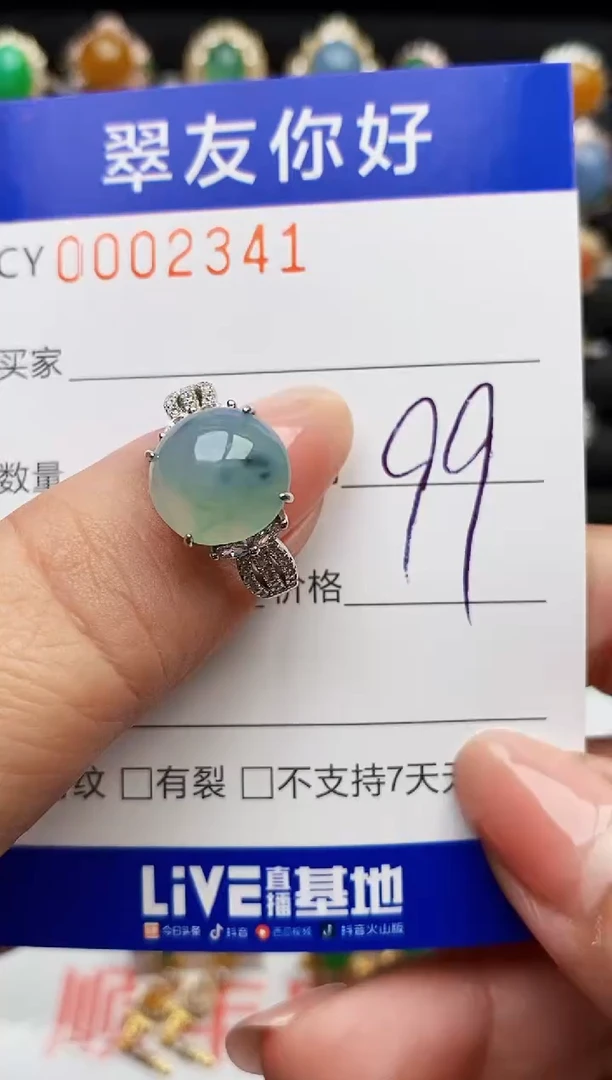 翠友你好
CY 0002341
买家
数量
99
价格
纹 □有裂 □不支持7天
LiVE直播基地
今日头条 抖音 西瓜视频 抖音火山版
顺丰